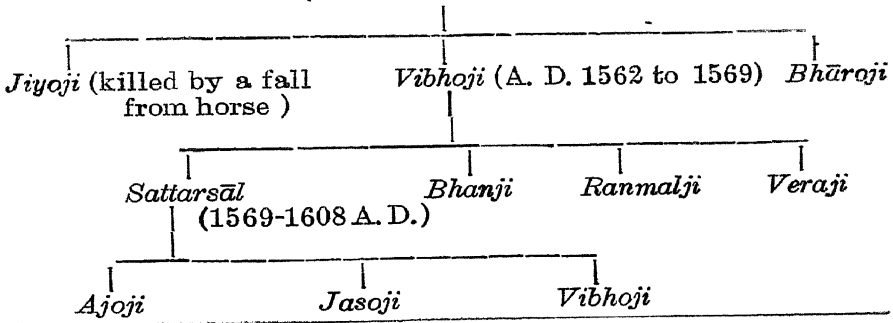 Jiyoji (killed by a fall Vibhoji (A. D. 1562 to 1569) Bhāroji
from horse )
Sattarsāl Bhanji Ranmalji Veraji
(1569-1608 A. D.)
Ajoji Jasoji Vibhoji